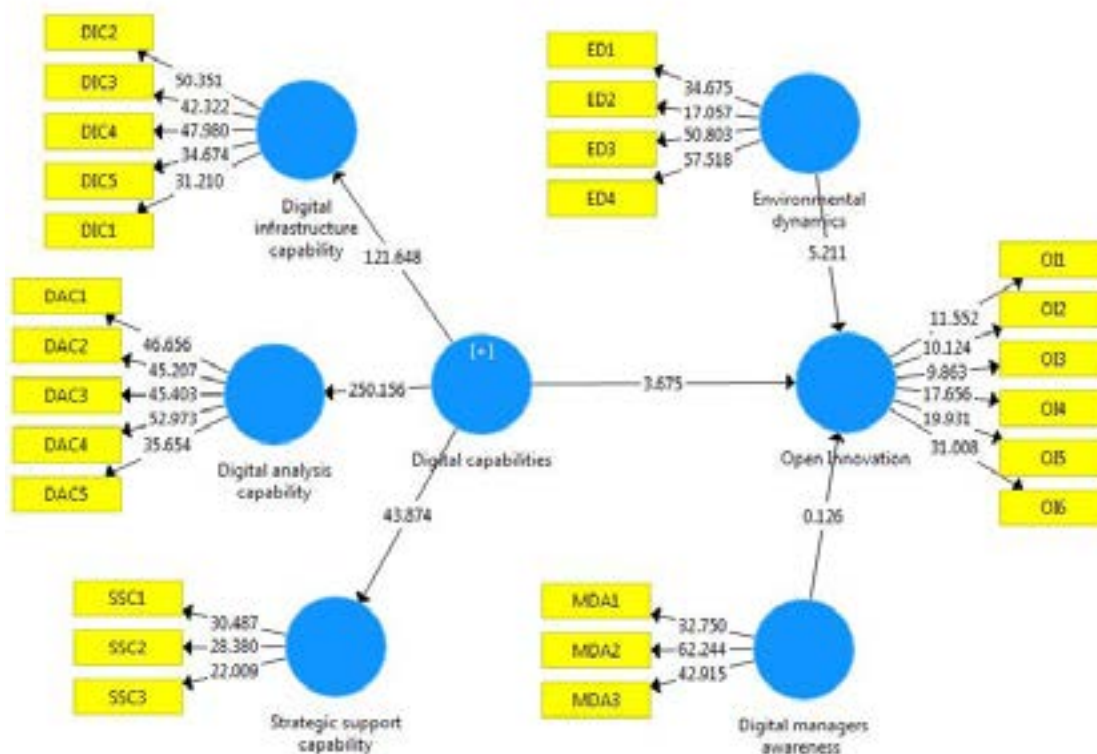 DIC2
DIC3
DIC4
DIC5
DIC1
50.351
42.322
47.980
34.674
31.210
Digital
infrastructure
capability
ED1
ED2
ED3
ED4
34.675
17.057
50.803
57.518
Environmental
dynamics
121.648
5.211
DAC1
DAC2
DAC3
DAC4
DAC5
46.656
45.207
45.403
52.973
35.654
Digital analysis
capability
250.156
[+]
Digital capabilities
3.675
Open Innovation
11.552
10.124
9.863
17.656
19.931
31.008
OI1
OI2
OI3
OI4
OI5
OI6
43.874
0.126
SSC1
SSC2
SSC3
30.487
28.380
22.009
Strategic support
capability
MDA1
MDA2
MDA3
32.750
62.244
42.915
Digital managers
awareness